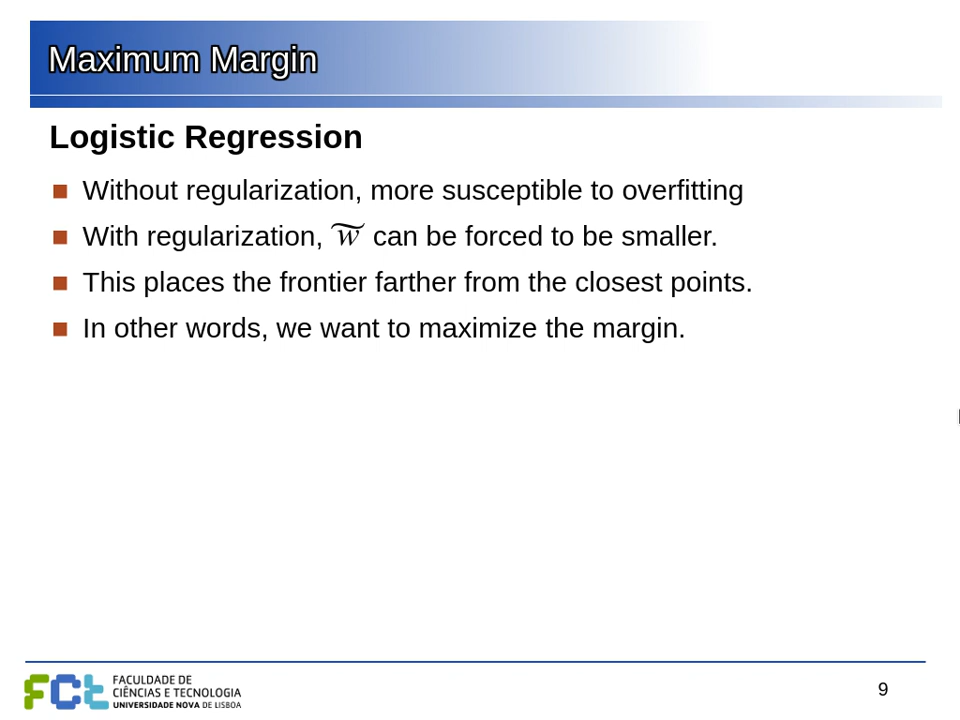 Maximum Margin
Logistic Regression
Without regularization, more susceptible to overfitting
With regularization, w̃ can be forced to be smaller.
This places the frontier farther from the closest points.
In other words, we want to maximize the margin.
FCt
FACULDADE DE
CIÊNCIAS E TECNOLOGIA
UNIVERSIDADE NOVA DE LISBOA
9